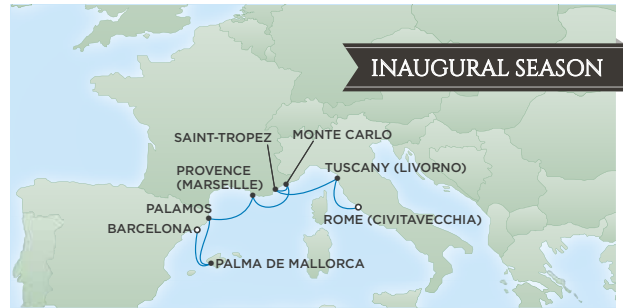 INAUGURAL SEASON
SAINT-TROPEZ
MONTE CARLO
PROVENCE
(MARSEILLE)
TUSCANY (LIVORNO)
PALAMOS
ROME (CIVITAVECCHIA)
BARCELONA
PALMA DE MALLORCA